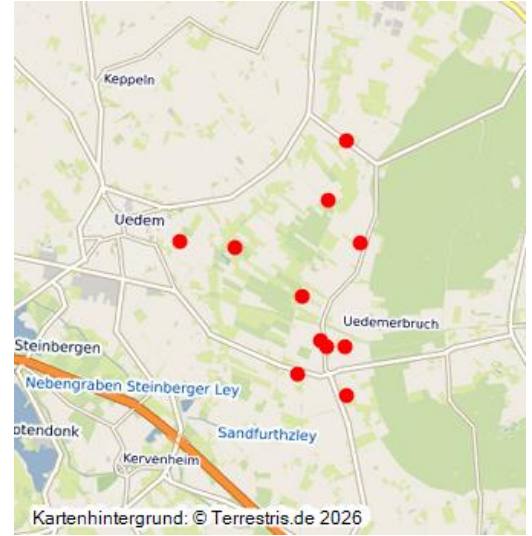 Keppeln
Uedem
Uedemerbruch
Steinbergen
Nebengraben Steinberger Ley
otendonk
Sandfurthzley
Kervenheim
Kartenhintergrund: © Terrestris.de 2026